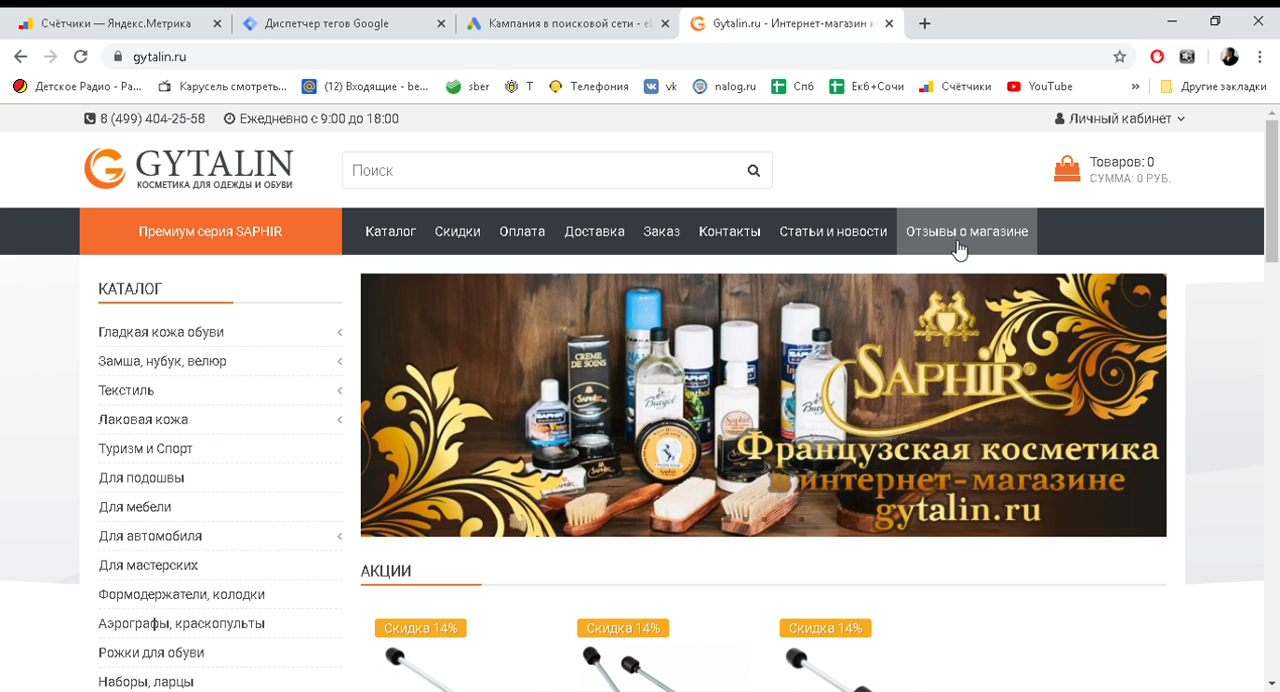 Счётчики — Яндекс.Метрика
Диспетчер тегов Google
Кампания в поисковой сети - el
Gytalin.ru - Интернет-магазин к
gytalin.ru
Детское Радио - Ра...
Карусель смотреть...
(12) Входящие - be...
sber
Т
Телефония
vk
nalog.ru
Спб
Екб+Сочи
Счётчики
YouTube
Другие закладки
8 (499) 404-25-58
Ежедневно с 9:00 до 18:00
Личный кабинет
GYTALIN
КОСМЕТИКА ДЛЯ ОДЕЖДЫ И ОБУВИ
Поиск
Товаров: 0
СУММА: 0 РУБ.
Премиум серия SAPHIR
Каталог
Скидки
Оплата
Доставка
Заказ
Контакты
Статьи и новости
Отзывы о магазине
КАТАЛОГ
Гладкая кожа обуви
Замша, нубук, велюр
Текстиль
Лаковая кожа
Туризм и Спорт
Для подошвы
Для мебели
Для автомобиля
Для мастерских
Формодержатели, колодки
Аэрографы, краскопульты
Рожки для обуви
Наборы, ларцы
CREME
DE SOINS
SAPHIR
Французская косметика
в интернет-магазине
gytalin.ru
АКЦИИ
Скидка 14%
Скидка 14%
Скидка 14%